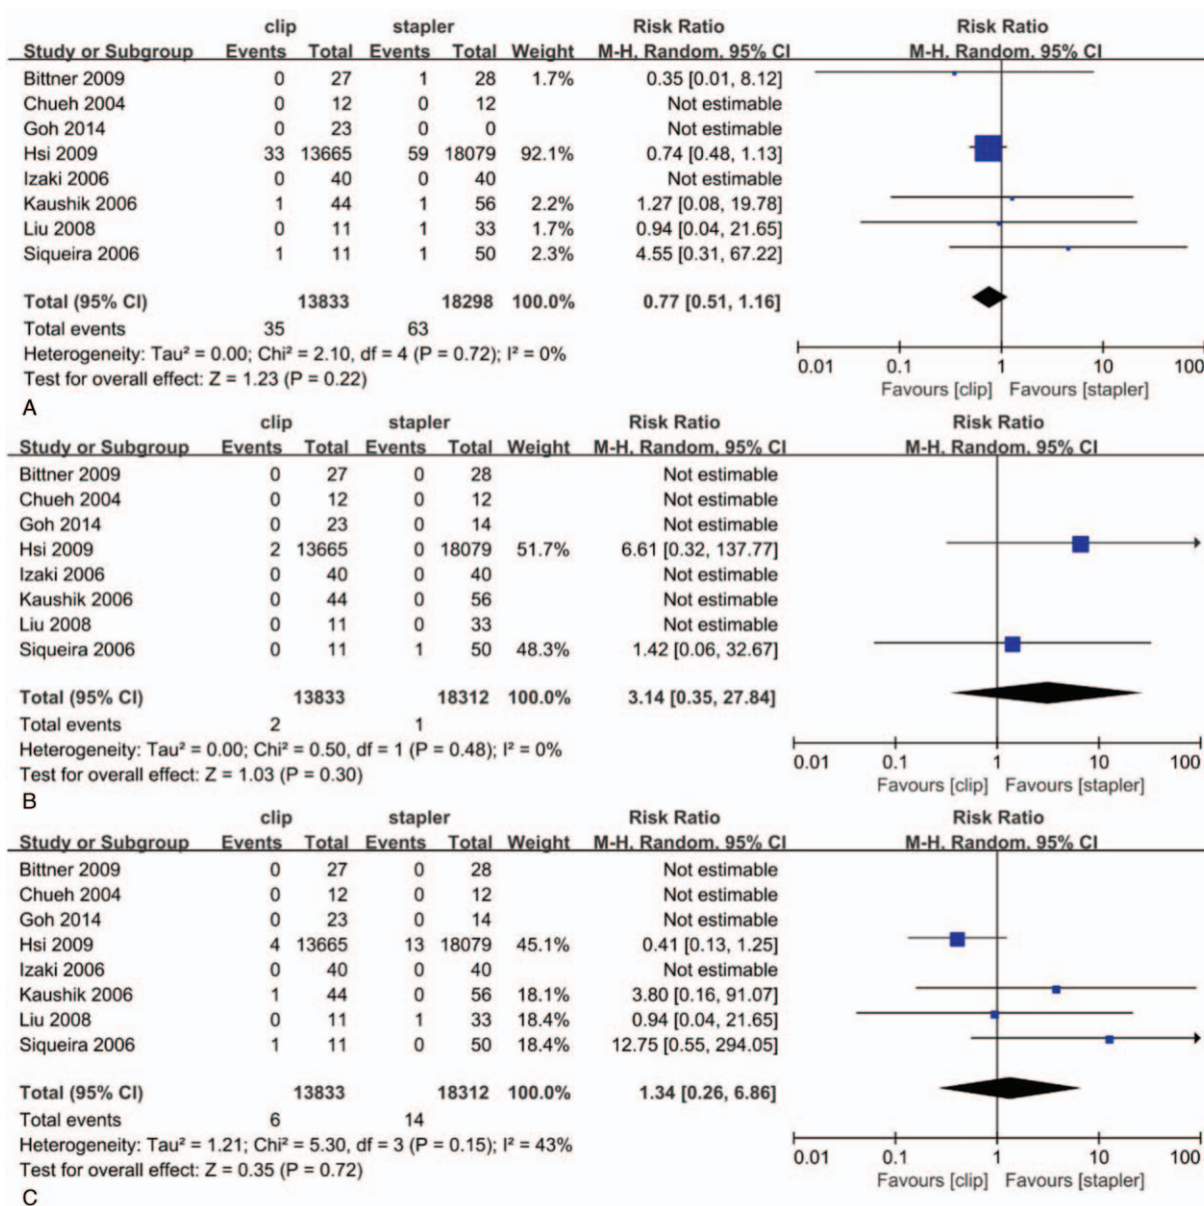 clip stapler Risk Ratio Risk Ratio
Study or Subgroup Events Total Events Total Weight M-H, Random, 95% CI M-H, Random, 95% CI
Bittner 2009 0 27 1 28 1.7% 0.35 [0.01, 8.12]
Chueh 2004 0 12 0 12 Not estimable
Goh 2014 0 23 0 0 Not estimable
Hsi 2009 33 13665 59 18079 92.1% 0.74 [0.48, 1.13]
Izaki 2006 0 40 0 40 Not estimable
Kaushik 2006 1 44 1 56 2.2% 1.27 [0.08, 19.78]
Liu 2008 0 11 1 33 1.7% 0.94 [0.04, 21.65]
Siqueira 2006 1 11 1 50 2.3% 4.55 [0.31, 67.22]
Total (95% CI) 13833 18298 100.0% 0.77 [0.51, 1.16]
Total events 35 63
Heterogeneity: Tau² = 0.00; Chi² = 2.10, df = 4 (P = 0.72); I² = 0%
0.01 0.1 1 10 100
Test for overall effect: Z = 1.23 (P = 0.22)
Favours [clip] Favours [stapler]
A
clip stapler Risk Ratio Risk Ratio
Study or Subgroup Events Total Events Total Weight M-H, Random, 95% CI M-H, Random, 95% CI
Bittner 2009 0 27 0 28 Not estimable
Chueh 2004 0 12 0 12 Not estimable
Goh 2014 0 23 0 14 Not estimable
Hsi 2009 2 13665 0 18079 51.7% 6.61 [0.32, 137.77]
Izaki 2006 0 40 0 40 Not estimable
Kaushik 2006 0 44 0 56 Not estimable
Liu 2008 0 11 0 33 Not estimable
Siqueira 2006 0 11 1 50 48.3% 1.42 [0.06, 32.67]
Total (95% CI) 13833 18312 100.0% 3.14 [0.35, 27.84]
Total events 2 1
Heterogeneity: Tau² = 0.00; Chi² = 0.50, df = 1 (P = 0.48); I² = 0%
0.01 0.1 1 10 100
Test for overall effect: Z = 1.03 (P = 0.30)
Favours [clip] Favours [stapler]
B
clip stapler Risk Ratio Risk Ratio
Study or Subgroup Events Total Events Total Weight M-H, Random, 95% CI M-H, Random, 95% CI
Bittner 2009 0 27 0 28 Not estimable
Chueh 2004 0 12 0 12 Not estimable
Goh 2014 0 23 0 14 Not estimable
Hsi 2009 4 13665 13 18079 45.1% 0.41 [0.13, 1.25]
Izaki 2006 0 40 0 40 Not estimable
Kaushik 2006 1 44 0 56 18.1% 3.80 [0.16, 91.07]
Liu 2008 0 11 1 33 18.4% 0.94 [0.04, 21.65]
Siqueira 2006 1 11 0 50 18.4% 12.75 [0.55, 294.05]
Total (95% CI) 13833 18312 100.0% 1.34 [0.26, 6.86]
Total events 6 14
Heterogeneity: Tau² = 1.21; Chi² = 5.30, df = 3 (P = 0.15); I² = 43%
0.01 0.1 1 10 100
Test for overall effect: Z = 0.35 (P = 0.72)
Favours [clip] Favours [stapler]
C